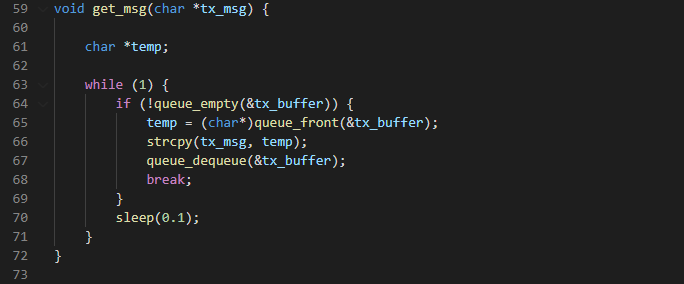 59 void get_msg(char *tx_msg) {
60
61     char *temp;
62
63     while (1) {
64         if (!queue_empty(&tx_buffer)) {
65             temp = (char*)queue_front(&tx_buffer);
66             strcpy(tx_msg, temp);
67             queue_dequeue(&tx_buffer);
68             break;
69         }
70         sleep(0.1);
71     }
72 }
73